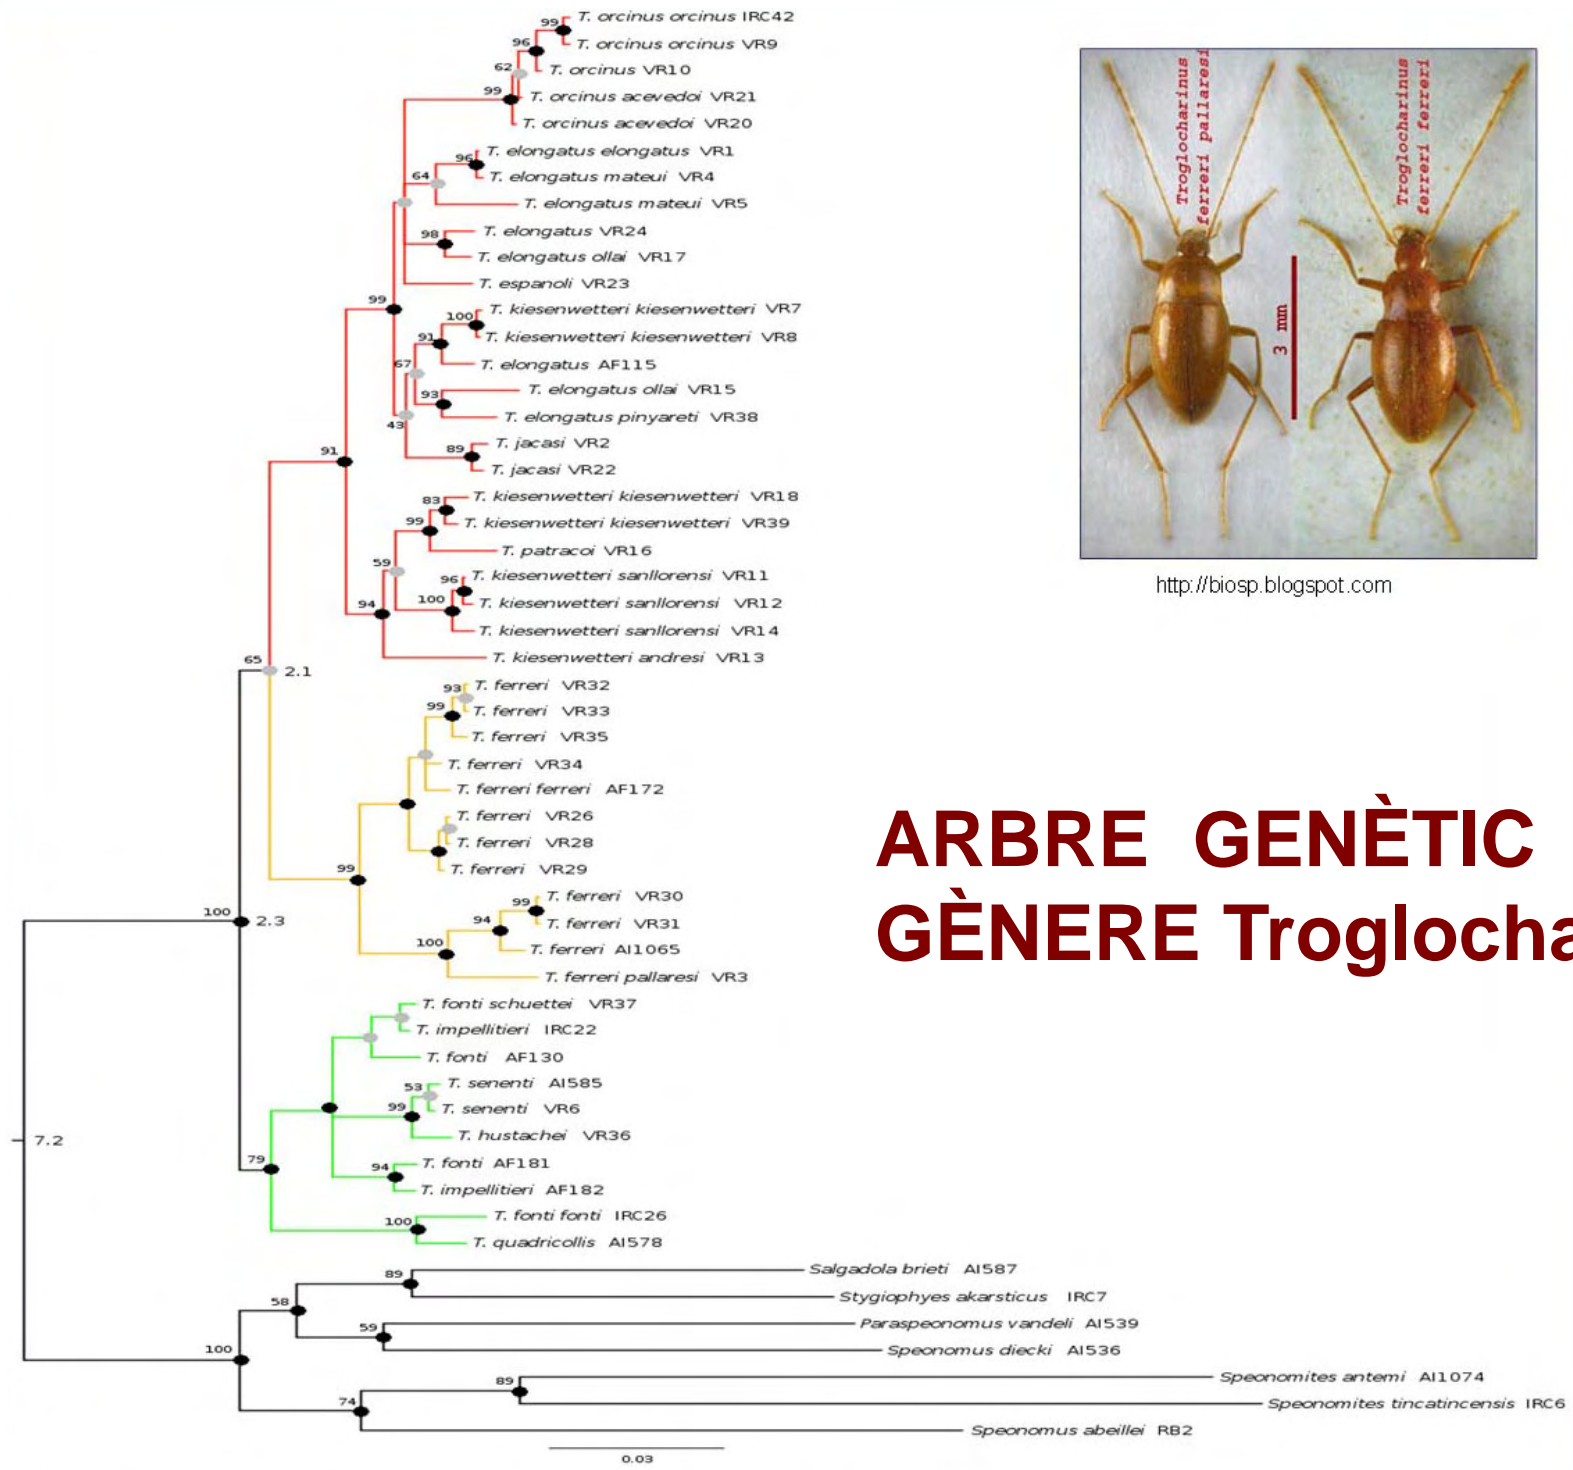 99
T. orcinus orcinus IRC42
T. orcinus orcinus VR9
96
T. orcinus VR10
62
T. orcinus acevedoi VR21
99
T. orcinus acevedoi VR20
T. elongatus elongatus VR1
96
T. elongatus mateui VR4
64
T. elongatus mateui VR5
T. elongatus VR24
98
T. elongatus ollai VR17
T. espanoli VR23
99
T. kiesenwetteri kiesenwetteri VR7
100
T. kiesenwetteri kiesenwetteri VR8
91
T. elongatus AF115
67
T. elongatus ollai VR15
93
T. elongatus pinyareti VR38
43
T. jacasi VR2
89
T. jacasi VR22
91
T. kiesenwetteri kiesenwetteri VR18
83
T. kiesenwetteri kiesenwetteri VR39
99
T. patracoi VR16
59
T. kiesenwetteri sanllorensi VR11
96
T. kiesenwetteri sanllorensi VR12
100
T. kiesenwetteri sanllorensi VR14
94
T. kiesenwetteri andresi VR13
65
2.1
T. ferreri VR32
93
T. ferreri VR33
99
T. ferreri VR35
T. ferreri VR34
T. ferreri ferreri AF172
T. ferreri VR26
T. ferreri VR28
T. ferreri VR29
99
T. ferreri VR30
99
T. ferreri VR31
94
T. ferreri AI1065
100
T. ferreri pallaresi VR3
100
2.3
T. fonti schuettei VR37
T. impellitieri IRC22
T. fonti AF130
T. senenti AI585
53
T. senenti VR6
99
T. hustachei VR36
7.2
79
T. fonti AF181
94
T. impellitieri AF182
T. fonti fonti IRC26
100
T. quadricollis AI578
Salgadola brieti AI587
89
Stygiophyes akarsticus IRC7
58
Paraspeonomus vandeli AI539
59
Speonomus diecki AI536
100
Speonomites antemi AI1074
89
Speonomites tincatincensis IRC6
74
Speonomus abeillei RB2
0.03
Troglocharinus
ferreri pallaresi
Troglocharinus
ferreri ferreri
3 mm
http://biosp.blogspot.com
ARBRE GENÈTIC
GÈNERE Troglocha